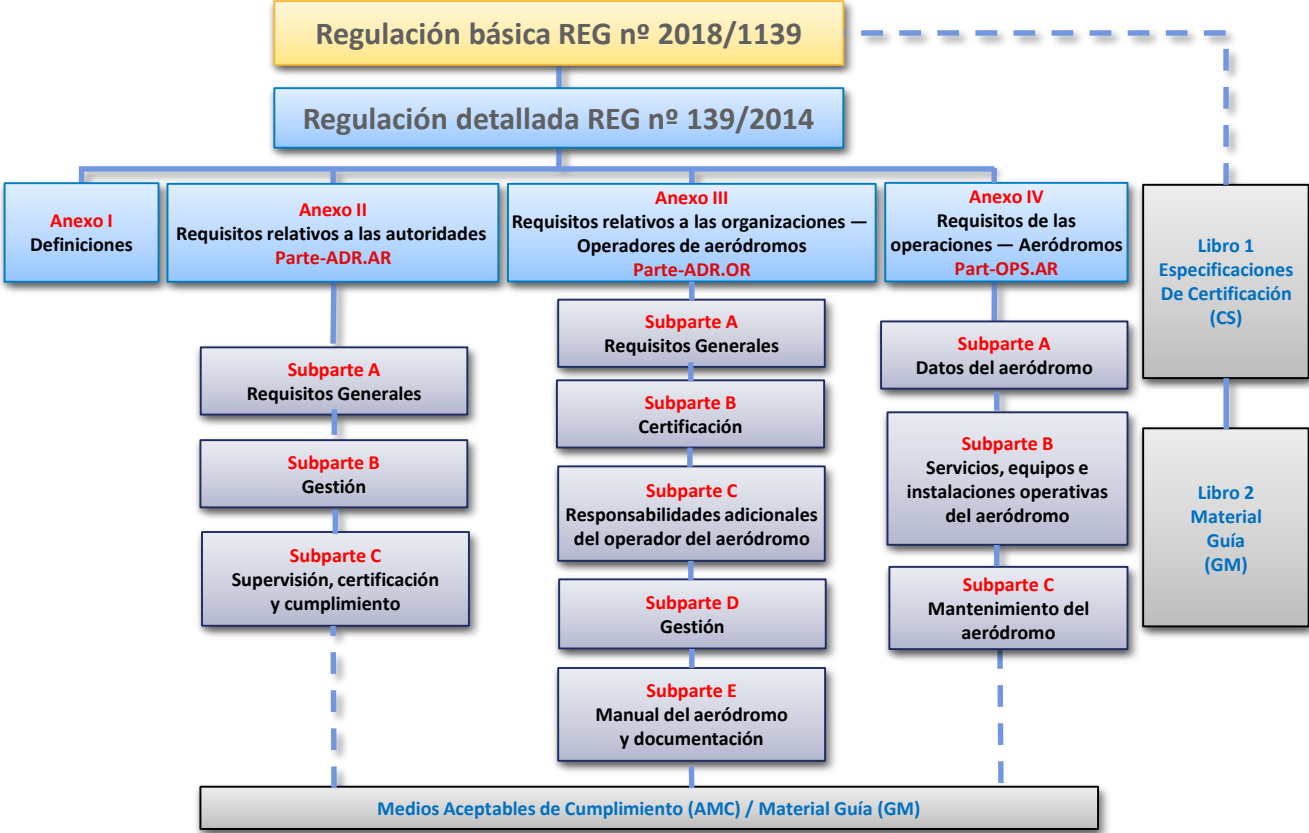 Regulación básica REG nº 2018/1139
Regulación detallada REG nº 139/2014
Anexo I
Definiciones
Anexo II
Requisitos relativos a las autoridades
Parte-ADR.AR
Anexo III
Requisitos relativos a las organizaciones —
Operadores de aeródromos
Parte-ADR.OR
Anexo IV
Requisitos de las
operaciones — Aeródromos
Part-OPS.AR
Libro 1
Especificaciones
De Certificación
(CS)
Subparte A
Requisitos Generales
Subparte B
Gestión
Subparte C
Supervisión, certificación
y cumplimiento
Subparte A
Requisitos Generales
Subparte B
Certificación
Subparte C
Responsabilidades adicionales
del operador del aeródromo
Subparte D
Gestión
Subparte E
Manual del aeródromo
y documentación
Subparte A
Datos del aeródromo
Subparte B
Servicios, equipos e
instalaciones operativas
del aeródromo
Subparte C
Mantenimiento del
aeródromo
Libro 2
Material
Guía
(GM)
Medios Aceptables de Cumplimiento (AMC) / Material Guía (GM)